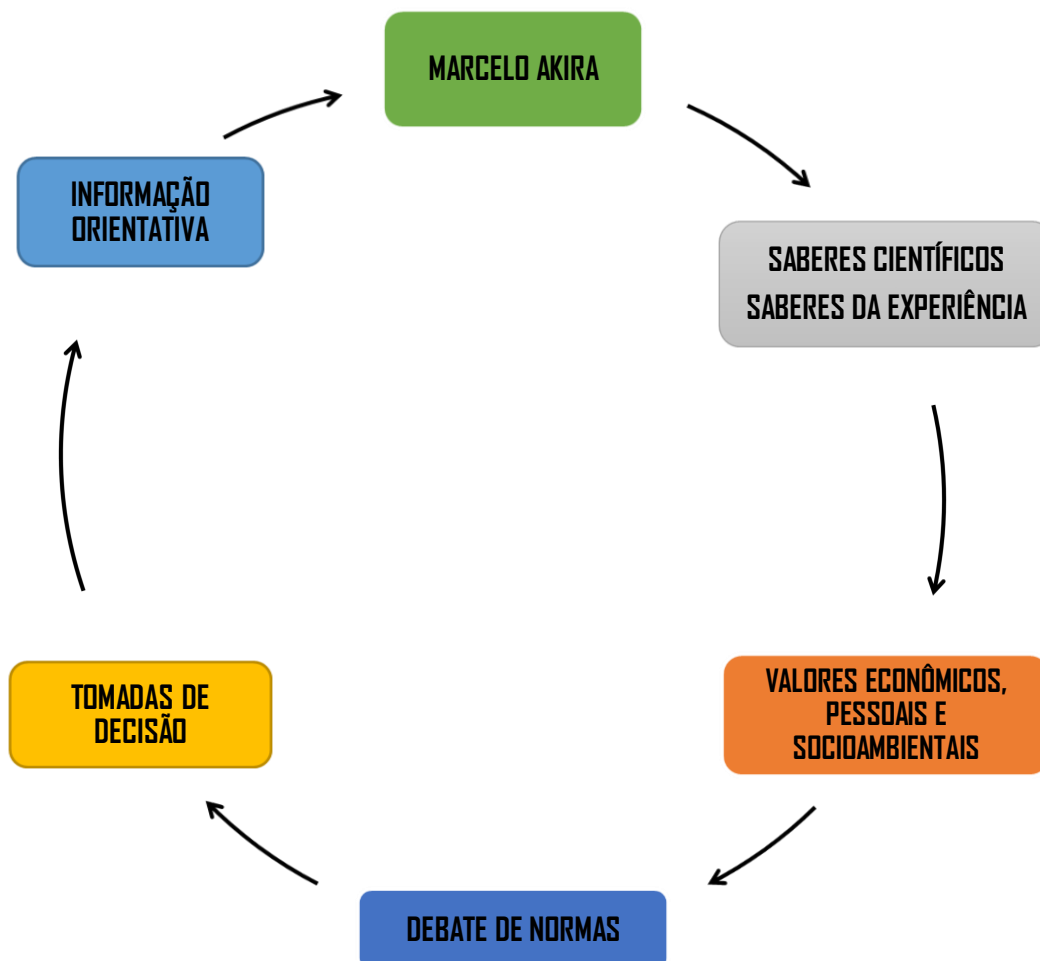 MARCELO AKIRA
SABERES CIENTÍFICOS
SABERES DA EXPERIÊNCIA
VALORES ECONÔMICOS,
PESSOAIS E
SOCIOAMBIENTAIS
DEBATE DE NORMAS
TOMADAS DE
DECISÃO
INFORMAÇÃO
ORIENTATIVA